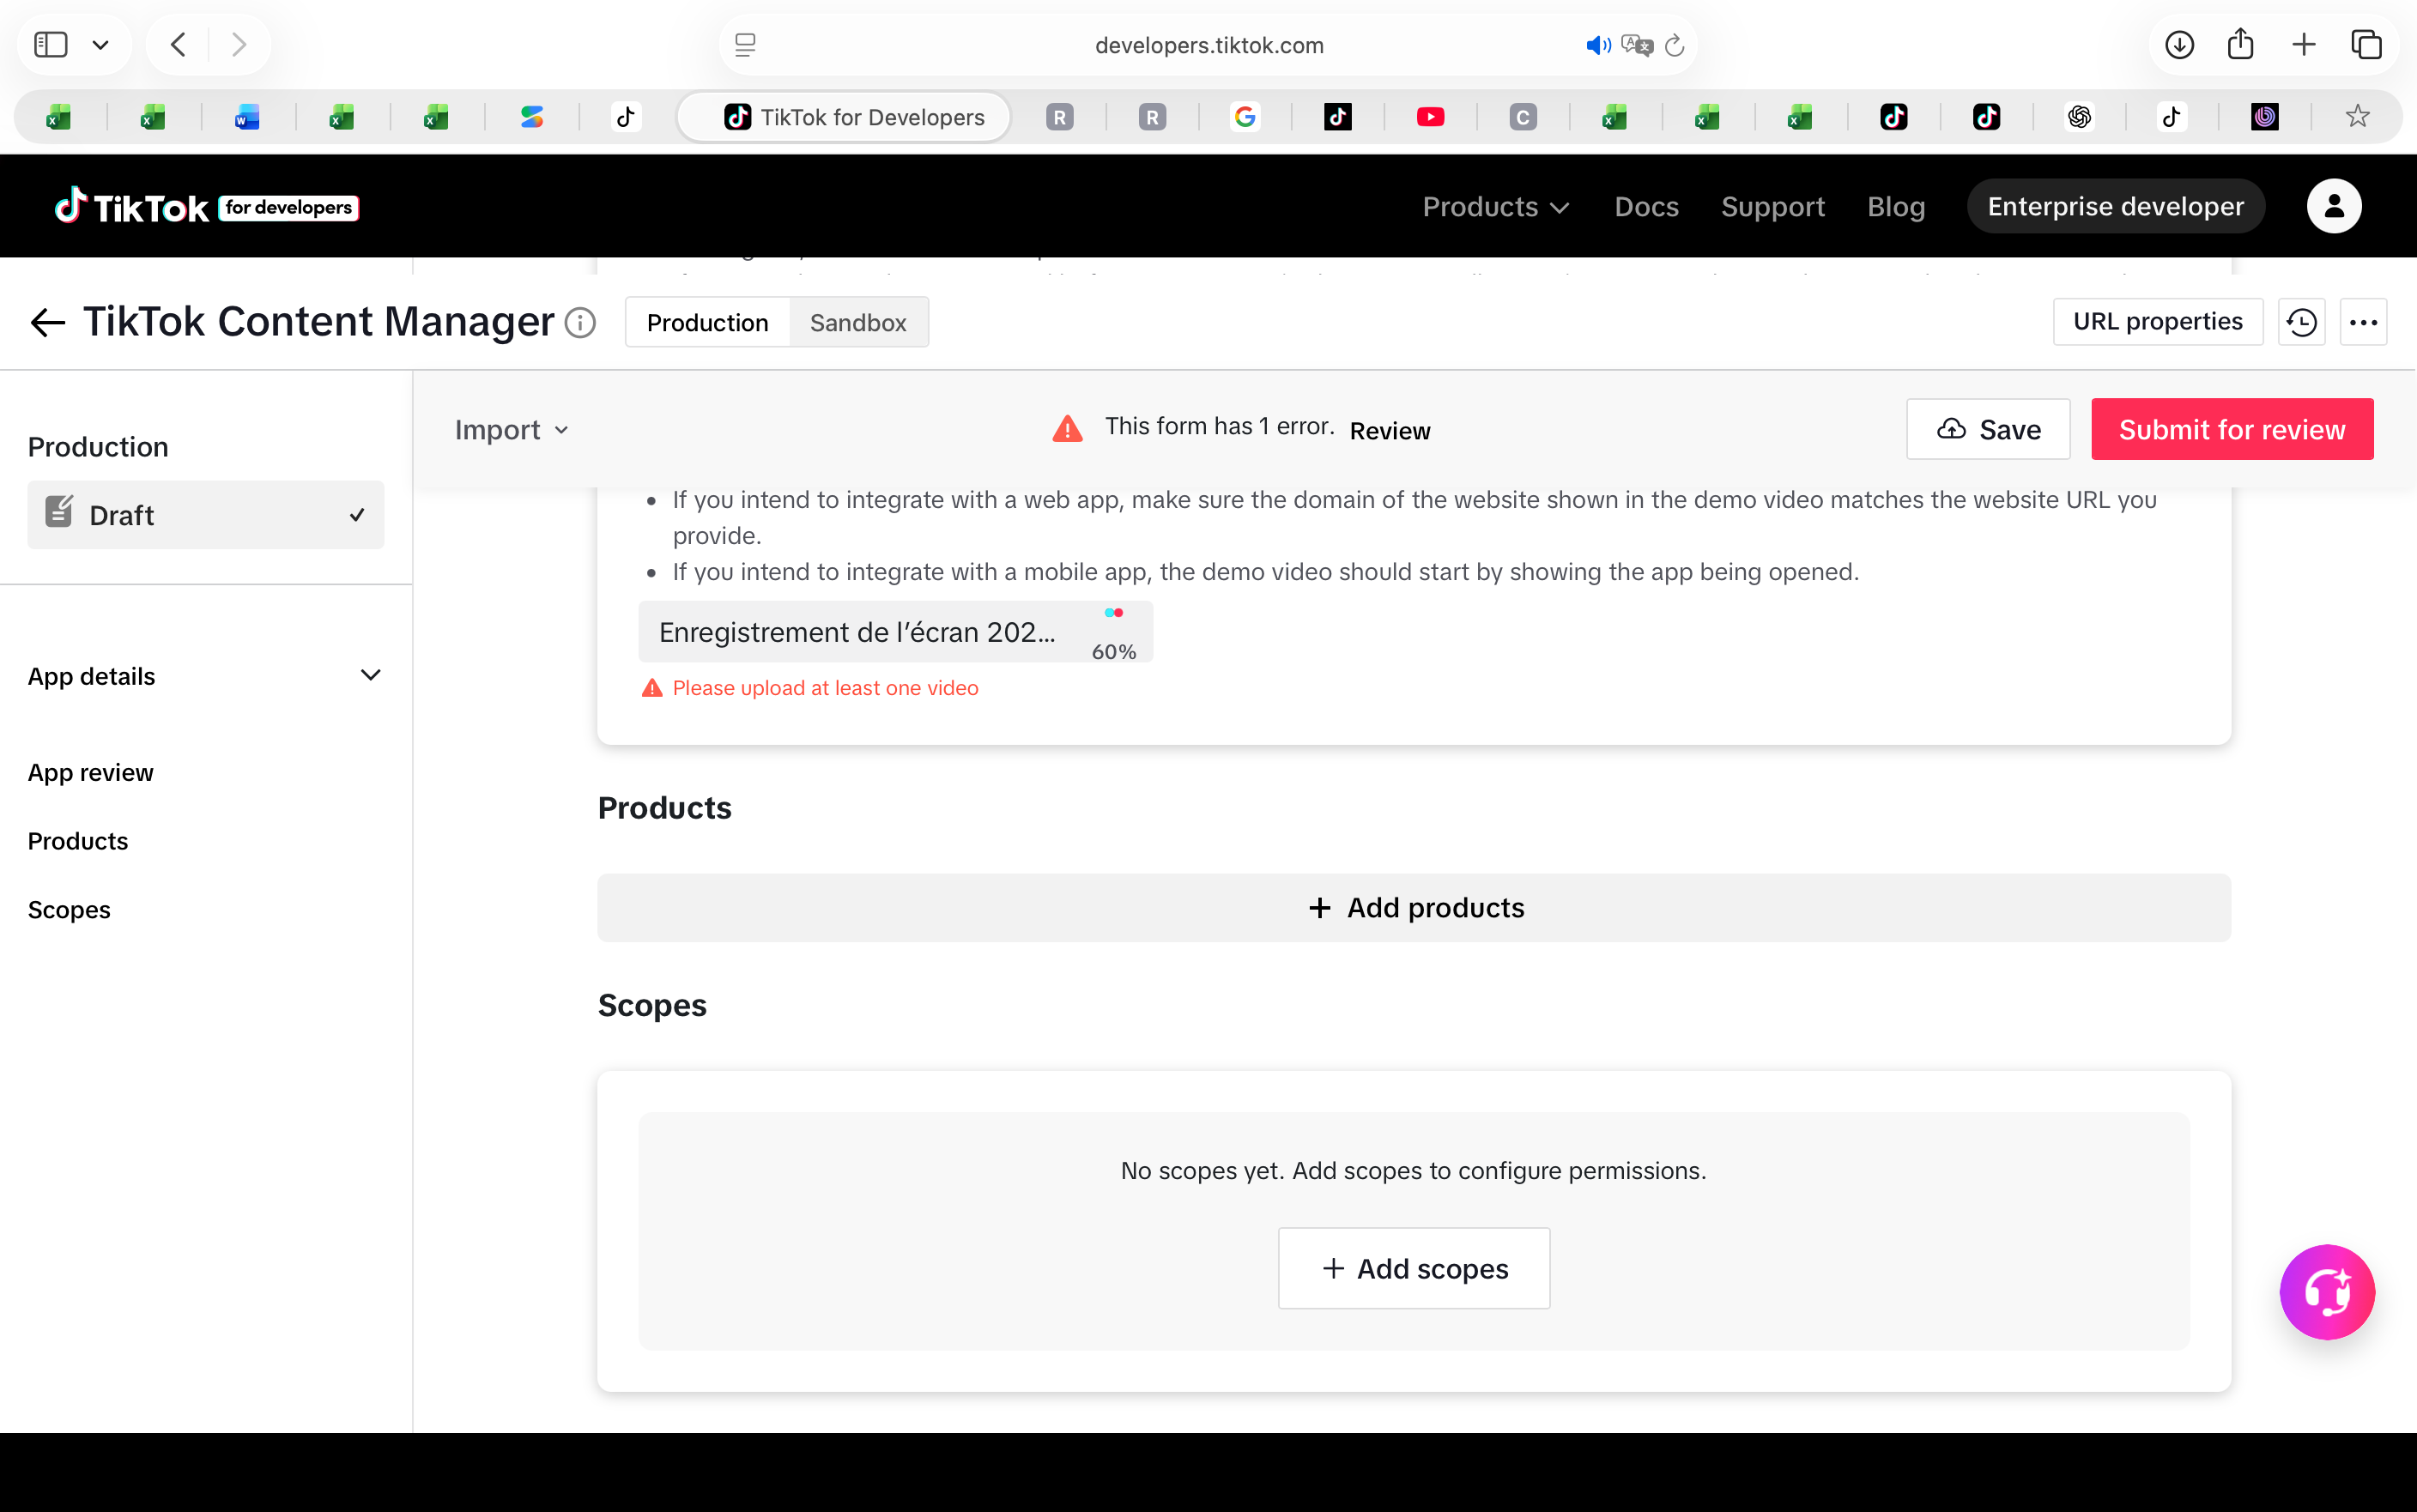 developers.tiktok.com
TikTok for Developers
TikTok for developers
Products
Docs
Support
Blog
Enterprise developer
TikTok Content Manager
Production
Sandbox
URL properties
Production
Draft
App details
App review
Products
Scopes
Import
This form has 1 error. Review
Save
Submit for review
If you intend to integrate with a web app, make sure the domain of the website shown in the demo video matches the website URL you
provide.
If you intend to integrate with a mobile app, the demo video should start by showing the app being opened.
Enregistrement de l’écran 202...
60%
Please upload at least one video
Products
+ Add products
Scopes
No scopes yet. Add scopes to configure permissions.
+ Add scopes